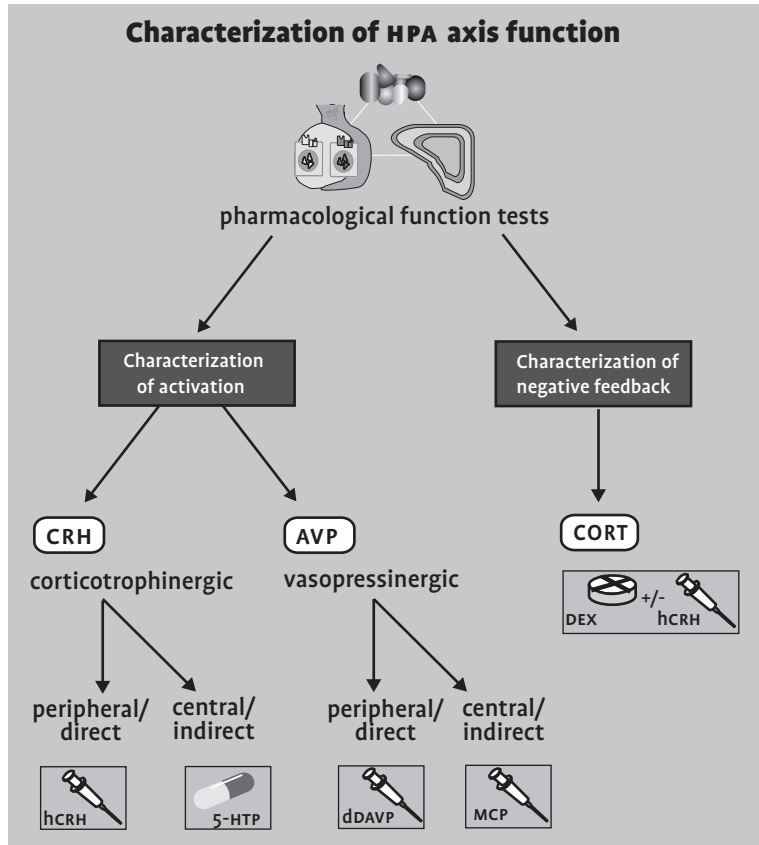 Characterization of HPA axis function
pharmacological function tests
Characterization
of activation
Characterization of
negative feedback
CRH
AVP
CORT
corticotrophinergic
vasopressinergic
DEX
+/-
hCRH
peripheral/
direct
central/
indirect
peripheral/
direct
central/
indirect
hCRH
5-HTP
dDAVP
MCP